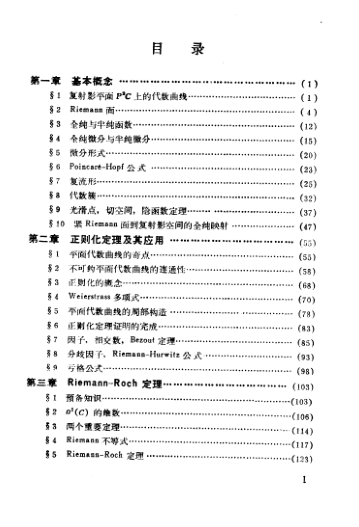 目 录
第一章 基本概念 ……………………………………… (1)
§1 复射影平面P²C上的代数曲线……………………… (1)
§2 Riemann 面……………………………………… (4)
§3 全纯与半纯函数……………………………………… (12)
§4 全纯微分与半纯微分……………………………………… (15)
§5 微分形式……………………………………… (20)
§6 Poincaré-Hopf 公式 ……………………………… (23)
§7 复流形……………………………………… (25)
§8 代数簇……………………………………… (32)
§9 光滑点，切空间，隐函数定理……………………… (37)
§10 紧 Riemann 面到复射影空间的全纯映射 ……………… (47)
第二章 正则化定理及其应用 ……………………………… (55)
§1 平面代数曲线的奇点……………………………… (55)
§2 不可约平面代数曲线的连通性……………………… (58)
§3 正则化的概念……………………………………… (68)
§4 Weierstrass 多项式……………………………… (70)
§5 平面代数曲线的局部构造 ……………………………… (78)
§6 正则化定理证明的完成……………………………… (83)
§7 因子，相交数，Bezout 定理……………………… (85)
§8 分歧因子、Riemann-Hurwitz 公式 ……………… (93)
§9 亏格公式……………………………………… (98)
第三章 Riemann-Roch 定理……………………………… (103)
§1 预备知识……………………………………… (103)
§2 (C) 的维数……………………………………… (106)
§3 两个重要定理……………………………………… (114)
§4 Riemann 不等式……………………………………… (117)
§5 Riemann-Roch 定理 ……………………………… (123)
I